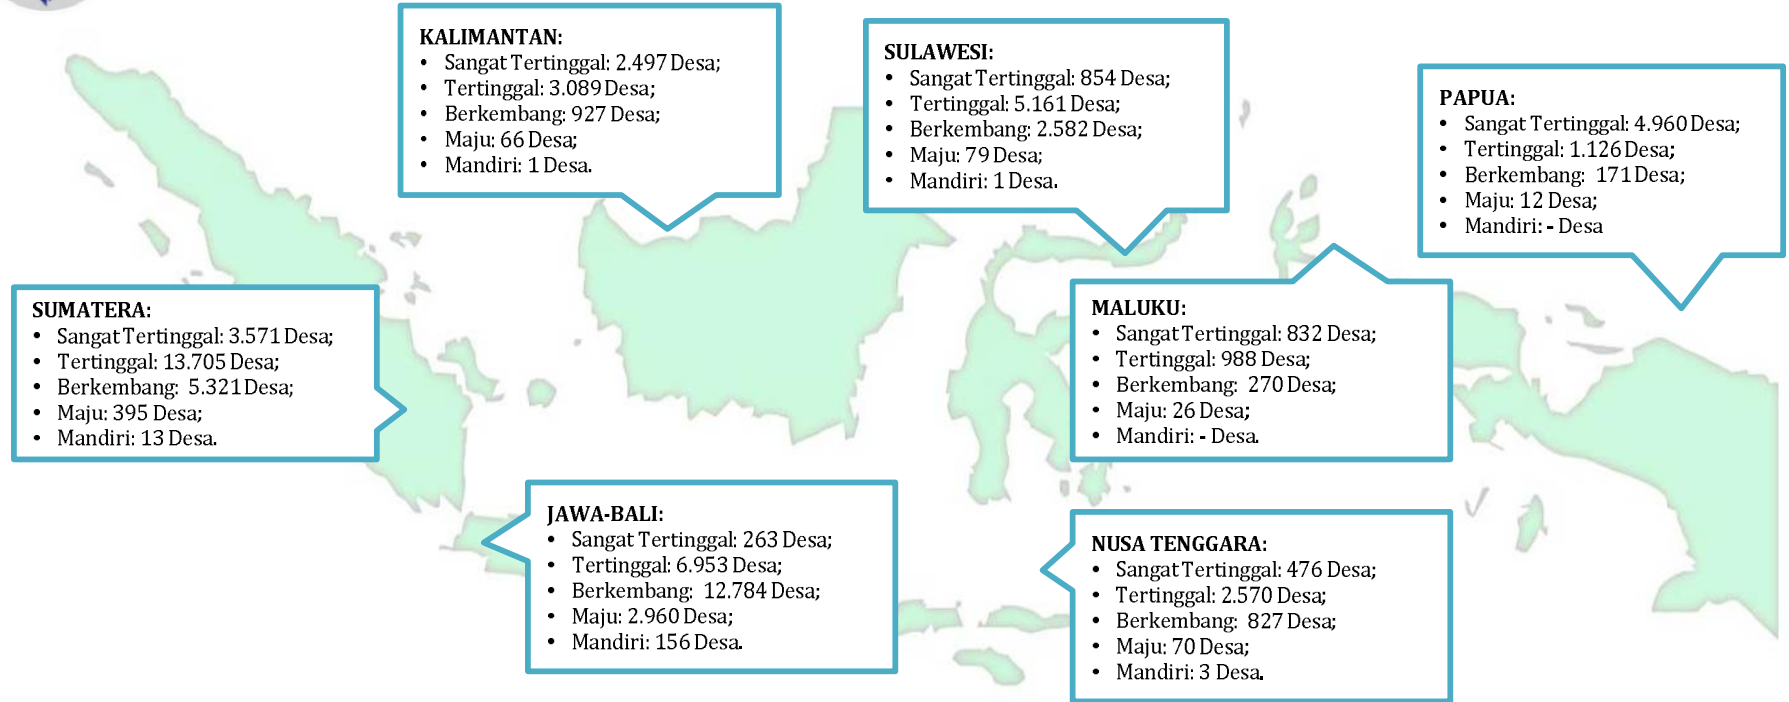 KALIMANTAN:
• Sangat Tertinggal: 2.497 Desa;
• Tertinggal: 3.089 Desa;
• Berkembang: 927 Desa;
• Maju: 66 Desa;
• Mandiri: 1 Desa.
SULAWESI:
• Sangat Tertinggal: 854 Desa;
• Tertinggal: 5.161 Desa;
• Berkembang: 2.582 Desa;
• Maju: 79 Desa;
• Mandiri: 1 Desa.
PAPUA:
• Sangat Tertinggal: 4.960 Desa;
• Tertinggal: 1.126 Desa;
• Berkembang: 171 Desa;
• Maju: 12 Desa;
• Mandiri: - Desa
SUMATERA:
• Sangat Tertinggal: 3.571 Desa;
• Tertinggal: 13.705 Desa;
• Berkembang: 5.321 Desa;
• Maju: 395 Desa;
• Mandiri: 13 Desa.
MALUKU:
• Sangat Tertinggal: 832 Desa;
• Tertinggal: 988 Desa;
• Berkembang: 270 Desa;
• Maju: 26 Desa;
• Mandiri: - Desa.
JAWA-BALI:
• Sangat Tertinggal: 263 Desa;
• Tertinggal: 6.953 Desa;
• Berkembang: 12.784 Desa;
• Maju: 2.960 Desa;
• Mandiri: 156 Desa.
NUSA TENGGARA:
• Sangat Tertinggal: 476 Desa;
• Tertinggal: 2.570 Desa;
• Berkembang: 827 Desa;
• Maju: 70 Desa;
• Mandiri: 3 Desa.